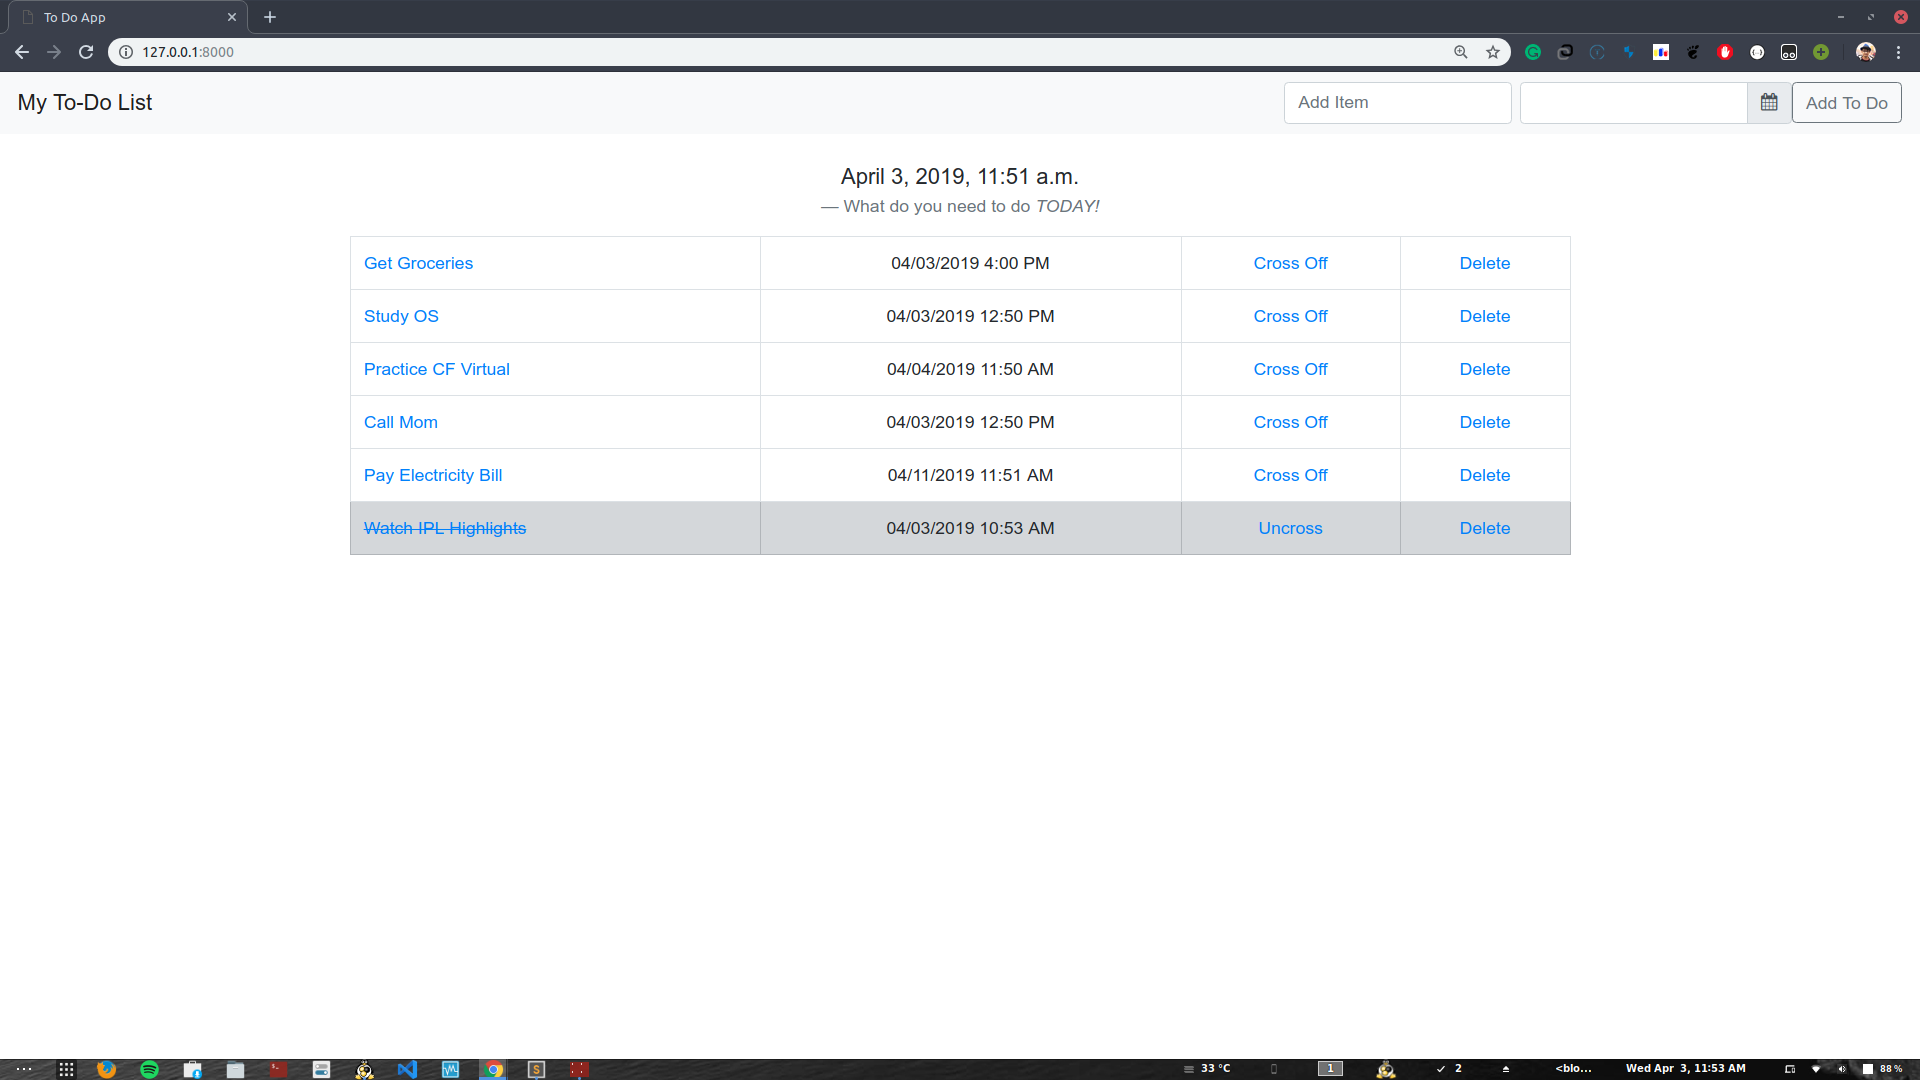 To Do App
127.0.0.1:8000
My To-Do List
Add Item
Add To Do
April 3, 2019, 11:51 a.m.
— What do you need to do TODAY!
Get Groceries 04/03/2019 4:00 PM Cross Off Delete
Study OS 04/03/2019 12:50 PM Cross Off Delete
Practice CF Virtual 04/04/2019 11:50 AM Cross Off Delete
Call Mom 04/03/2019 12:50 PM Cross Off Delete
Pay Electricity Bill 04/11/2019 11:51 AM Cross Off Delete
Watch IPL Highlights 04/03/2019 10:53 AM Uncross Delete
33 °C 1 2 <blo... Wed Apr 3, 11:53 AM 88 %